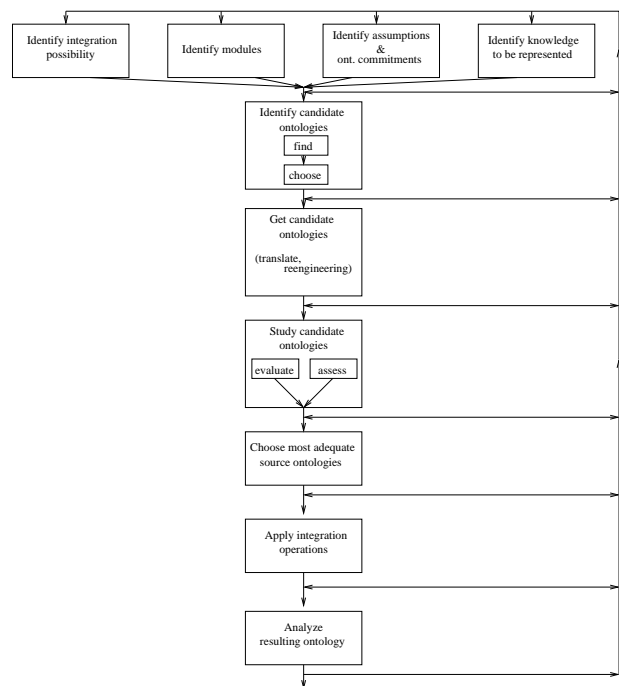 Identify integration
possibility
Identify modules
Identify assumptions
&
ont. commitments
Identify knowledge
to be represented
Identify candidate
ontologies
find
choose
Get candidate
ontologies
(translate,
reengineering)
Study candidate
ontologies
evaluate
assess
Choose most adequate
source ontologies
Apply integration
operations
Analyze
resulting ontology